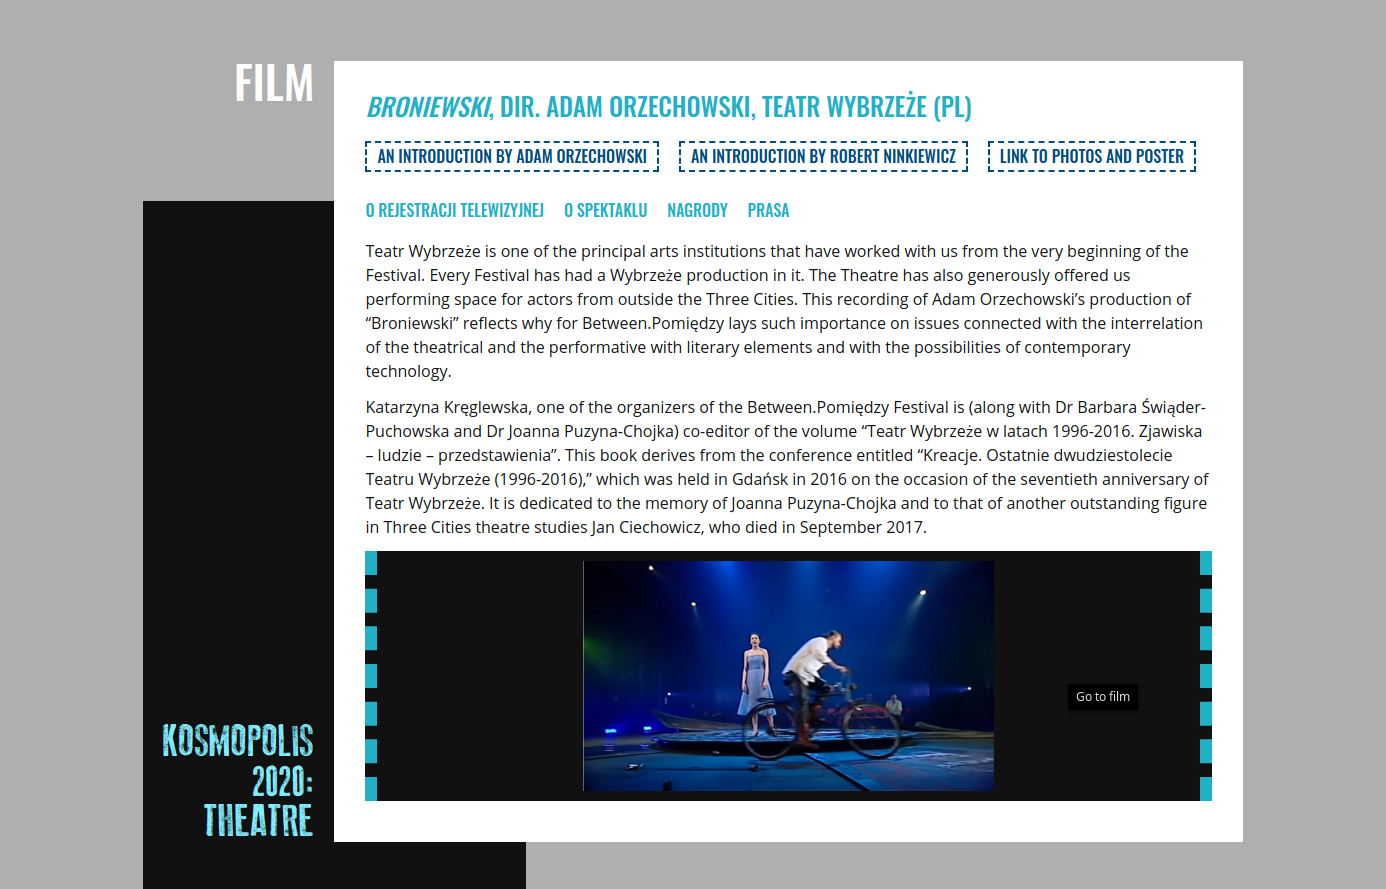 FILM
BRONIEWSKI, DIR. ADAM ORZECHOWSKI, TEATR WYBRZEŻE (PL)
AN INTRODUCTION BY ADAM ORZECHOWSKI
AN INTRODUCTION BY ROBERT NINKIEWICZ
LINK TO PHOTOS AND POSTER
O REJESTRACJI TELEWIZYJNEJ
O SPEKTAKLU
NAGRODY
PRASA
Teatr Wybrzeże is one of the principal arts institutions that have worked with us from the very beginning of the
Festival. Every Festival has had a Wybrzeże production in it. The Theatre has also generously offered us
performing space for actors from outside the Three Cities. This recording of Adam Orzechowski’s production of
“Broniewski” reflects why for Between.Pomiędzy lays such importance on issues connected with the interrelation
of the theatrical and the performative with literary elements and with the possibilities of contemporary
technology.
Katarzyna Kręglewska, one of the organizers of the Between.Pomiędzy Festival is (along with Dr Barbara Świąder-
Puchowska and Dr Joanna Puzyna-Chojka) co-editor of the volume “Teatr Wybrzeże w latach 1996-2016. Zjawiska
– ludzie – przedstawienia”. This book derives from the conference entitled “Kreacje. Ostatnie dwudziestolecie
Teatru Wybrzeże (1996-2016),” which was held in Gdańsk in 2016 on the occasion of the seventieth anniversary of
Teatr Wybrzeże. It is dedicated to the memory of Joanna Puzyna-Chojka and to that of another outstanding figure
in Three Cities theatre studies Jan Ciechowicz, who died in September 2017.
Go to film
KOSMOPOLIS
2020:
THEATRE